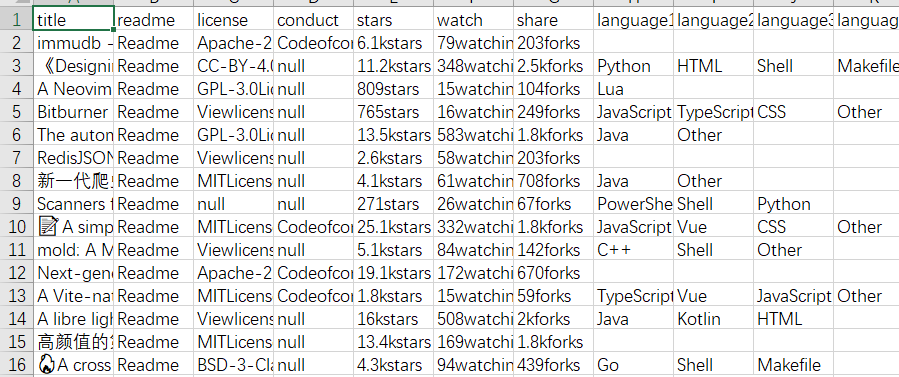 1 title readme license conduct stars watch share language1 language2 language3 languag
2 immudb - Readme Apache-2 Codeofcor 6.1kstars 79watchin 203forks
3 《Designi Readme CC-BY-4.0 null 11.2kstars 348watchi 2.5kforks Python HTML Shell Makefile
4 A Neovim Readme GPL-3.0Lic null 809stars 15watchin 104forks Lua
5 Bitburner Readme Viewlicens null 765stars 16watchin 249forks JavaScript TypeScript CSS Other
6 The autom Readme GPL-3.0Lic null 13.5kstars 583watchi 1.8kforks Java Other
7 RedisJSON Readme Viewlicens null 2.6kstars 58watchin 203forks
8 新一代爬 Readme MITLicens null 4.1kstars 61watchin 708forks Java Other
9 Scanners f Readme null null 271stars 26watchin 67forks PowerShe Shell Python
10 📝A simp Readme MITLicens Codeofcor 25.1kstars 332watchi 1.8kforks JavaScript Vue CSS Other
11 mold: A M Readme Viewlicens null 5.1kstars 84watchin 142forks C++ Shell Other
12 Next-gen Readme Apache-2 Codeofcor 19.1kstars 172watchi 670forks
13 A Vite-nat Readme MITLicens Codeofcor 1.8kstars 15watchin 59forks TypeScript Vue JavaScript Other
14 A libre ligh Readme Viewlicens null 16kstars 508watchi 2kforks Java Kotlin HTML
15 高颜值的 Readme MITLicens null 13.4kstars 169watchi 1.8kforks
16 🔥A cross Readme BSD-3-Cla null 4.3kstars 94watchin 439forks Go Shell Makefile